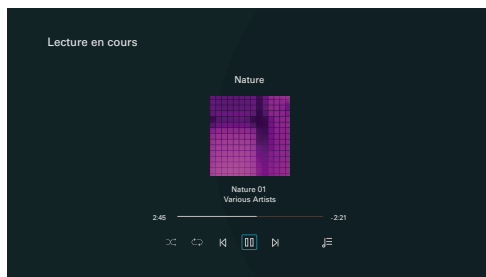 Lecture en cours
Nature
Nature 01
Various Artists
2:45 -2:21